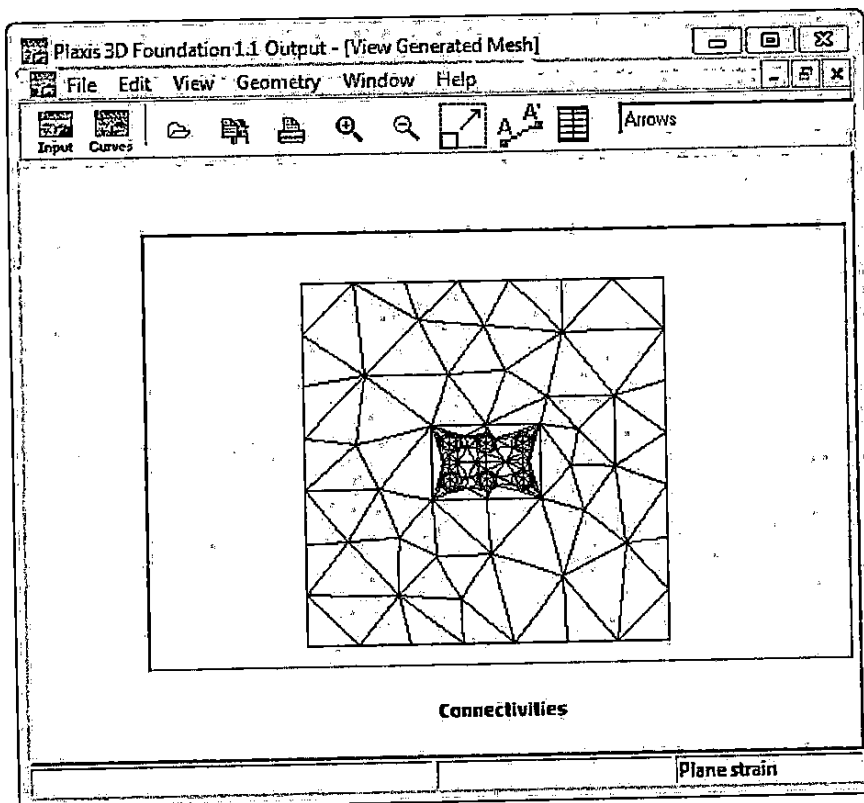 Plaxis 3D Foundation 1.1 Output - [View Generated Mesh]
File Edit View Geometry Window Help
Input Curves A A' Arrows
Connectivities
Plane strain